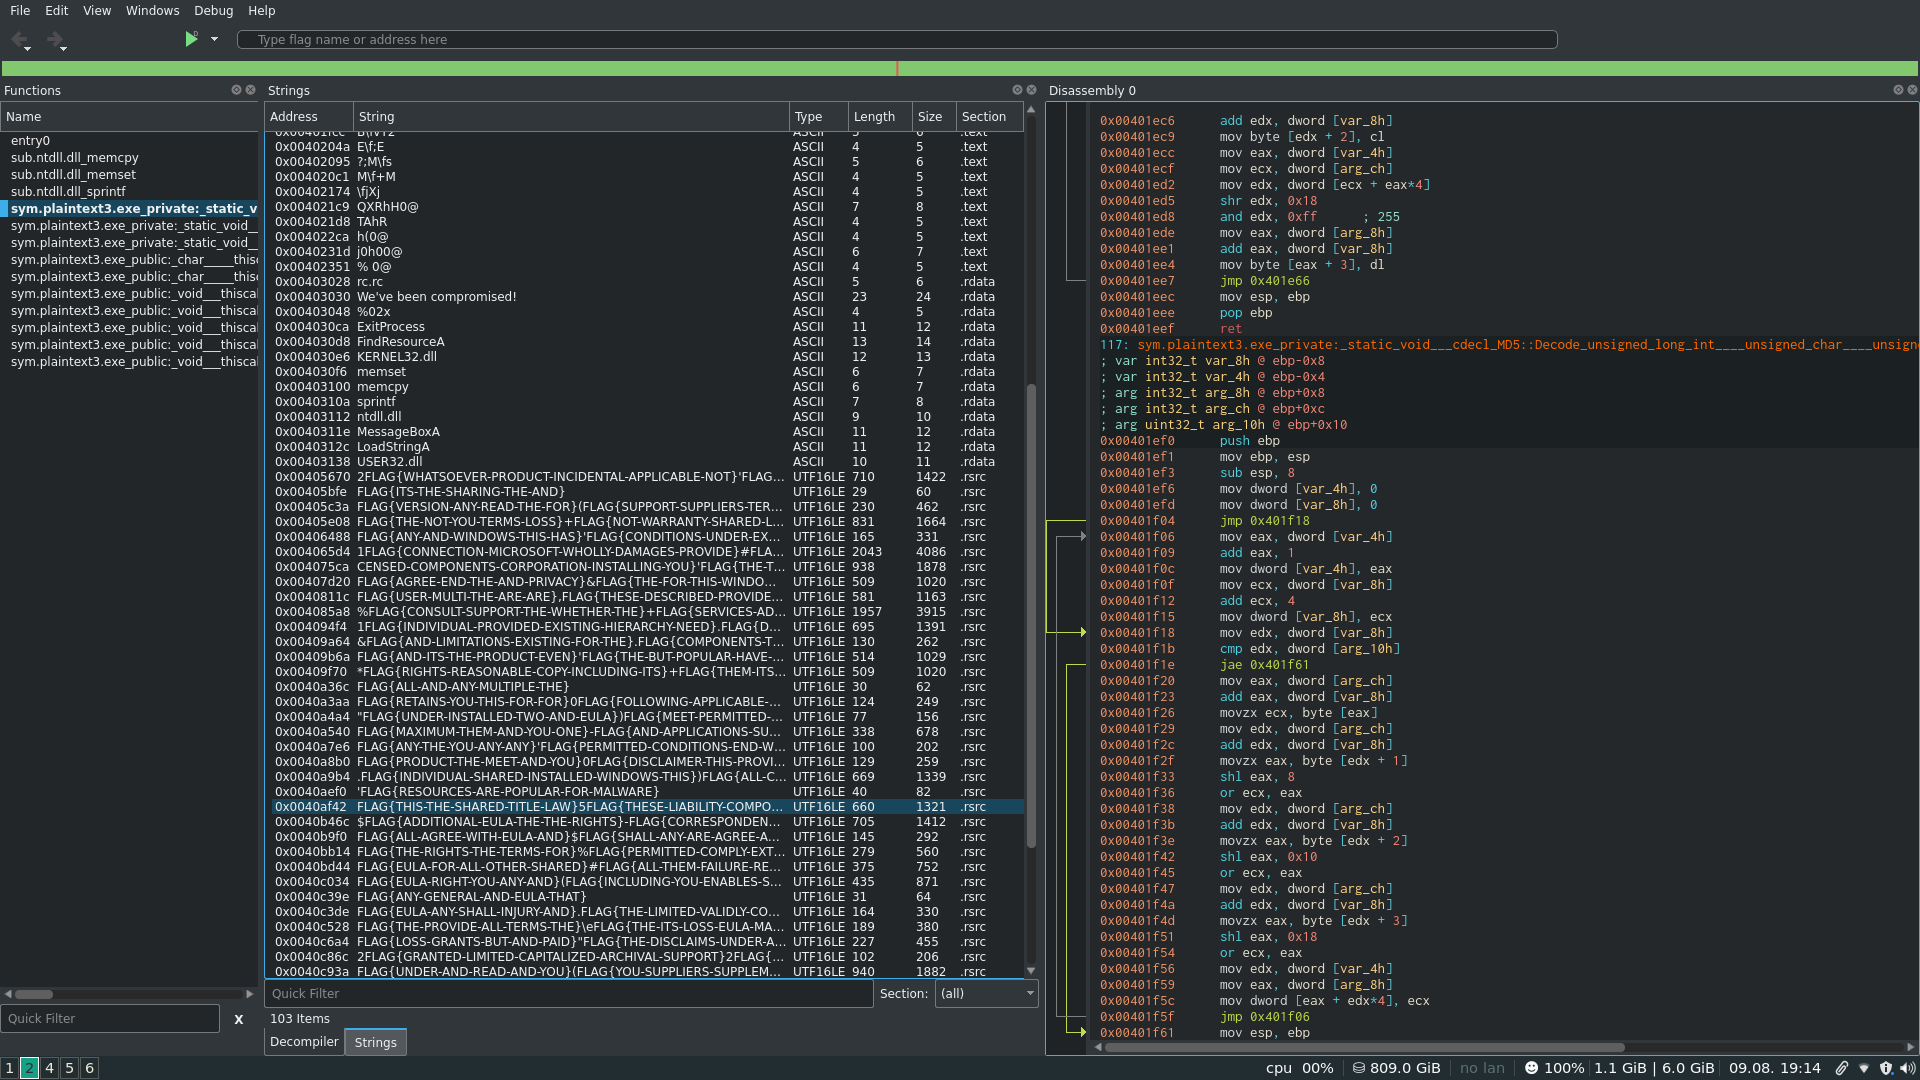 File Edit View Windows Debug Help
Type flag name or address here
Functions
Name
entry0
sub.ntdll.dll_memcpy
sub.ntdll.dll_memset
sub.ntdll.dll_sprintf
sym.plaintext3.exe_private:_static_v
sym.plaintext3.exe_private:_static_void__
sym.plaintext3.exe_private:_static_void__
sym.plaintext3.exe_public:_char____thisc
sym.plaintext3.exe_public:_char____thisc
sym.plaintext3.exe_public:_void___thiscal
sym.plaintext3.exe_public:_void___thiscal
sym.plaintext3.exe_public:_void___thiscal
sym.plaintext3.exe_public:_void___thiscal
sym.plaintext3.exe_public:_void___thiscal
Quick Filter X
Strings
Address String Type Length Size Section
0x0040204a E\f;E ASCII 4 5 .text
0x00402095 ?;M\fs ASCII 5 6 .text
0x004020c1 M\f+M ASCII 4 5 .text
0x00402174 \fjXj ASCII 4 5 .text
0x004021c9 QXRhH0@ ASCII 7 8 .text
0x004021d8 TAhR ASCII 4 5 .text
0x004022ca h(0@ ASCII 4 5 .text
0x0040231d j0h00@ ASCII 6 7 .text
0x00402351 % 0@ ASCII 4 5 .text
0x00403028 rc.rc ASCII 5 6 .rdata
0x00403030 We've been compromised! ASCII 23 24 .rdata
0x00403048 %02x ASCII 4 5 .rdata
0x004030ca ExitProcess ASCII 11 12 .rdata
0x004030d8 FindResourceA ASCII 13 14 .rdata
0x004030e6 KERNEL32.dll ASCII 12 13 .rdata
0x004030f6 memset ASCII 6 7 .rdata
0x00403100 memcpy ASCII 6 7 .rdata
0x0040310a sprintf ASCII 7 8 .rdata
0x00403112 ntdll.dll ASCII 9 10 .rdata
0x0040311e MessageBoxA ASCII 11 12 .rdata
0x0040312c LoadStringA ASCII 11 12 .rdata
0x00403138 USER32.dll ASCII 10 11 .rdata
0x00405670 2FLAG{WHATSOEVER-PRODUCT-INCIDENTAL-APPLICABLE-NOT}'FLAG... UTF16LE 710 1422 .rsrc
0x00405bfe FLAG{ITS-THE-SHARING-THE-AND} UTF16LE 29 60 .rsrc
0x00405c3a FLAG{VERSION-ANY-READ-THE-FOR}(FLAG{SUPPORT-SUPPLIERS-TER... UTF16LE 230 462 .rsrc
0x00405e08 FLAG{THE-NOT-YOU-TERMS-LOSS}+FLAG{NOT-WARRANTY-SHARED-L... UTF16LE 831 1664 .rsrc
0x00406488 FLAG{ANY-AND-WINDOWS-THIS-HAS}'FLAG{CONDITIONS-UNDER-EX... UTF16LE 165 331 .rsrc
0x004065d4 1FLAG{CONNECTION-MICROSOFT-WHOLLY-DAMAGES-PROVIDE}#FLA... UTF16LE 2043 4086 .rsrc
0x004075ca CENSED-COMPONENTS-CORPORATION-INSTALLING-YOU}'FLAG{THE-T... UTF16LE 938 1878 .rsrc
0x00407d20 FLAG{AGREE-END-THE-AND-PRIVACY}&FLAG{THE-FOR-THIS-WINDO... UTF16LE 509 1020 .rsrc
0x0040811c FLAG{USER-MULTI-THE-ARE-ARE},FLAG{THESE-DESCRIBED-PROVIDE... UTF16LE 581 1163 .rsrc
0x004085a8 %FLAG{CONSULT-SUPPORT-THE-WHETHER-THE}+FLAG{SERVICES-AD... UTF16LE 1957 3915 .rsrc
0x004094f4 1FLAG{INDIVIDUAL-PROVIDED-EXISTING-HIERARCHY-NEED}.FLAG{D... UTF16LE 695 1391 .rsrc
0x00409a64 &FLAG{AND-LIMITATIONS-EXISTING-FOR-THE}.FLAG{COMPONENTS-T... UTF16LE 130 262 .rsrc
0x00409b6a FLAG{AND-ITS-THE-PRODUCT-EVEN}'FLAG{THE-BUT-POPULAR-HAVE-... UTF16LE 514 1029 .rsrc
0x00409f70 *FLAG{RIGHTS-REASONABLE-COPY-INCLUDING-ITS}+FLAG{THEM-ITS... UTF16LE 509 1020 .rsrc
0x0040a36c FLAG{ALL-AND-ANY-MULTIPLE-THE} UTF16LE 30 62 .rsrc
0x0040a3aa FLAG{RETAINS-YOU-THIS-FOR-FOR}0FLAG{FOLLOWING-APPLICABLE-... UTF16LE 124 249 .rsrc
0x0040a4a4 "FLAG{UNDER-INSTALLED-TWO-AND-EULA})FLAG{MEET-PERMITTED-... UTF16LE 77 156 .rsrc
0x0040a540 FLAG{MAXIMUM-THEM-AND-YOU-ONE}-FLAG{AND-APPLICATIONS-SU... UTF16LE 338 678 .rsrc
0x0040a7e6 FLAG{ANY-THE-YOU-ANY-ANY}'FLAG{PERMITTED-CONDITIONS-END-W... UTF16LE 100 202 .rsrc
0x0040a8b0 FLAG{PRODUCT-THE-MEET-AND-YOU}0FLAG{DISCLAIMER-THIS-PROVI... UTF16LE 129 259 .rsrc
0x0040a9b4 .FLAG{INDIVIDUAL-SHARED-INSTALLED-WINDOWS-THIS})FLAG{ALL-C... UTF16LE 669 1339 .rsrc
0x0040aef0 'FLAG{RESOURCES-ARE-POPULAR-FOR-MALWARE} UTF16LE 40 82 .rsrc
0x0040af42 FLAG{THIS-THE-SHARED-TITLE-LAW}5FLAG{THESE-LIABILITY-COMPO... UTF16LE 660 1321 .rsrc
0x0040b46c $FLAG{ADDITIONAL-EULA-THE-THE-RIGHTS}-FLAG{CORRESPONDEN... UTF16LE 705 1412 .rsrc
0x0040b9f0 FLAG{ALL-AGREE-WITH-EULA-AND}$FLAG{SHALL-ANY-ARE-AGREE-A... UTF16LE 145 292 .rsrc
0x0040bb14 FLAG{THE-RIGHTS-THE-TERMS-FOR}%FLAG{PERMITTED-COMPLY-EXT... UTF16LE 279 560 .rsrc
0x0040bd44 FLAG{EULA-FOR-ALL-OTHER-SHARED}#FLAG{ALL-THEM-FAILURE-RE... UTF16LE 375 752 .rsrc
0x0040c034 FLAG{EULA-RIGHT-YOU-ANY-AND}(FLAG{INCLUDING-YOU-ENABLES-S... UTF16LE 435 871 .rsrc
0x0040c39e FLAG{ANY-GENERAL-AND-EULA-THAT} UTF16LE 31 64 .rsrc
0x0040c3de FLAG{EULA-ANY-SHALL-INJURY-AND}.FLAG{THE-LIMITED-VALIDLY-CO... UTF16LE 164 330 .rsrc
0x0040c528 FLAG{THE-PROVIDE-ALL-TERMS-THE}\eFLAG{THE-ITS-LOSS-EULA-MA... UTF16LE 189 380 .rsrc
0x0040c6a4 FLAG{LOSS-GRANTS-BUT-AND-PAID}"FLAG{THE-DISCLAIMS-UNDER-A... UTF16LE 227 455 .rsrc
0x0040c86c 2FLAG{GRANTED-LIMITED-CAPITALIZED-ARCHIVAL-SUPPORT}2FLAG{... UTF16LE 102 206 .rsrc
0x0040c93a FLAG{UNDER-AND-READ-AND-YOU}(FLAG{YOU-SUPPLIERS-SUPPLEM... UTF16LE 940 1882 .rsrc
Quick Filter Section: (all)
103 Items
Decompiler Strings
Disassembly 0
0x00401ec6 add edx, dword [var_8h]
0x00401ec9 mov byte [edx + 2], cl
0x00401ecc mov eax, dword [var_4h]
0x00401ecf mov ecx, dword [arg_ch]
0x00401ed2 mov edx, dword [ecx + eax*4]
0x00401ed5 shr edx, 0x18
0x00401ed8 and edx, 0xff ; 255
0x00401ede mov eax, dword [arg_8h]
0x00401ee1 add eax, dword [var_8h]
0x00401ee4 mov byte [eax + 3], dl
0x00401ee7 jmp 0x401e66
0x00401eec mov esp, ebp
0x00401eee pop ebp
0x00401eef ret
117: sym.plaintext3.exe_private:_static_void___cdecl_MD5::Decode_unsigned_long_int____unsigned_char____unsigne
; var int32_t var_8h @ ebp-0x8
; var int32_t var_4h @ ebp-0x4
; arg int32_t arg_8h @ ebp+0x8
; arg int32_t arg_ch @ ebp+0xc
; arg uint32_t arg_10h @ ebp+0x10
0x00401ef0 push ebp
0x00401ef1 mov ebp, esp
0x00401ef3 sub esp, 8
0x00401ef6 mov dword [var_4h], 0
0x00401efd mov dword [var_8h], 0
0x00401f04 jmp 0x401f18
0x00401f06 mov eax, dword [var_4h]
0x00401f09 add eax, 1
0x00401f0c mov dword [var_4h], eax
0x00401f0f mov ecx, dword [var_8h]
0x00401f12 add ecx, 4
0x00401f15 mov dword [var_8h], ecx
0x00401f18 mov edx, dword [var_8h]
0x00401f1b cmp edx, dword [arg_10h]
0x00401f1e jae 0x401f61
0x00401f20 mov eax, dword [arg_ch]
0x00401f23 add eax, dword [var_8h]
0x00401f26 movzx ecx, byte [eax]
0x00401f29 mov edx, dword [arg_ch]
0x00401f2c add edx, dword [var_8h]
0x00401f2f movzx eax, byte [edx + 1]
0x00401f33 shl eax, 8
0x00401f36 or ecx, eax
0x00401f38 mov edx, dword [arg_ch]
0x00401f3b add edx, dword [var_8h]
0x00401f3e movzx eax, byte [edx + 2]
0x00401f42 shl eax, 0x10
0x00401f45 or ecx, eax
0x00401f47 mov edx, dword [arg_ch]
0x00401f4a add edx, dword [var_8h]
0x00401f4d movzx eax, byte [edx + 3]
0x00401f51 shl eax, 0x18
0x00401f54 or ecx, eax
0x00401f56 mov edx, dword [var_4h]
0x00401f59 mov eax, dword [arg_8h]
0x00401f5c mov dword [eax + edx*4], ecx
0x00401f5f jmp 0x401f06
0x00401f61 mov esp, ebp
1 2 4 5 6 cpu 00% 809.0 GiB no lan 100% 1.1 GiB | 6.0 GiB 09.08. 19:14